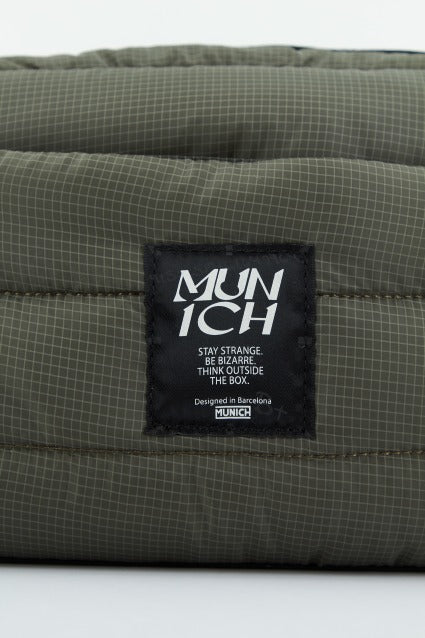 MUN
ICH
STAY STRANGE.
BE BIZARRE.
THINK OUTSIDE
THE BOX.
Designed in Barcelona
MUNICH